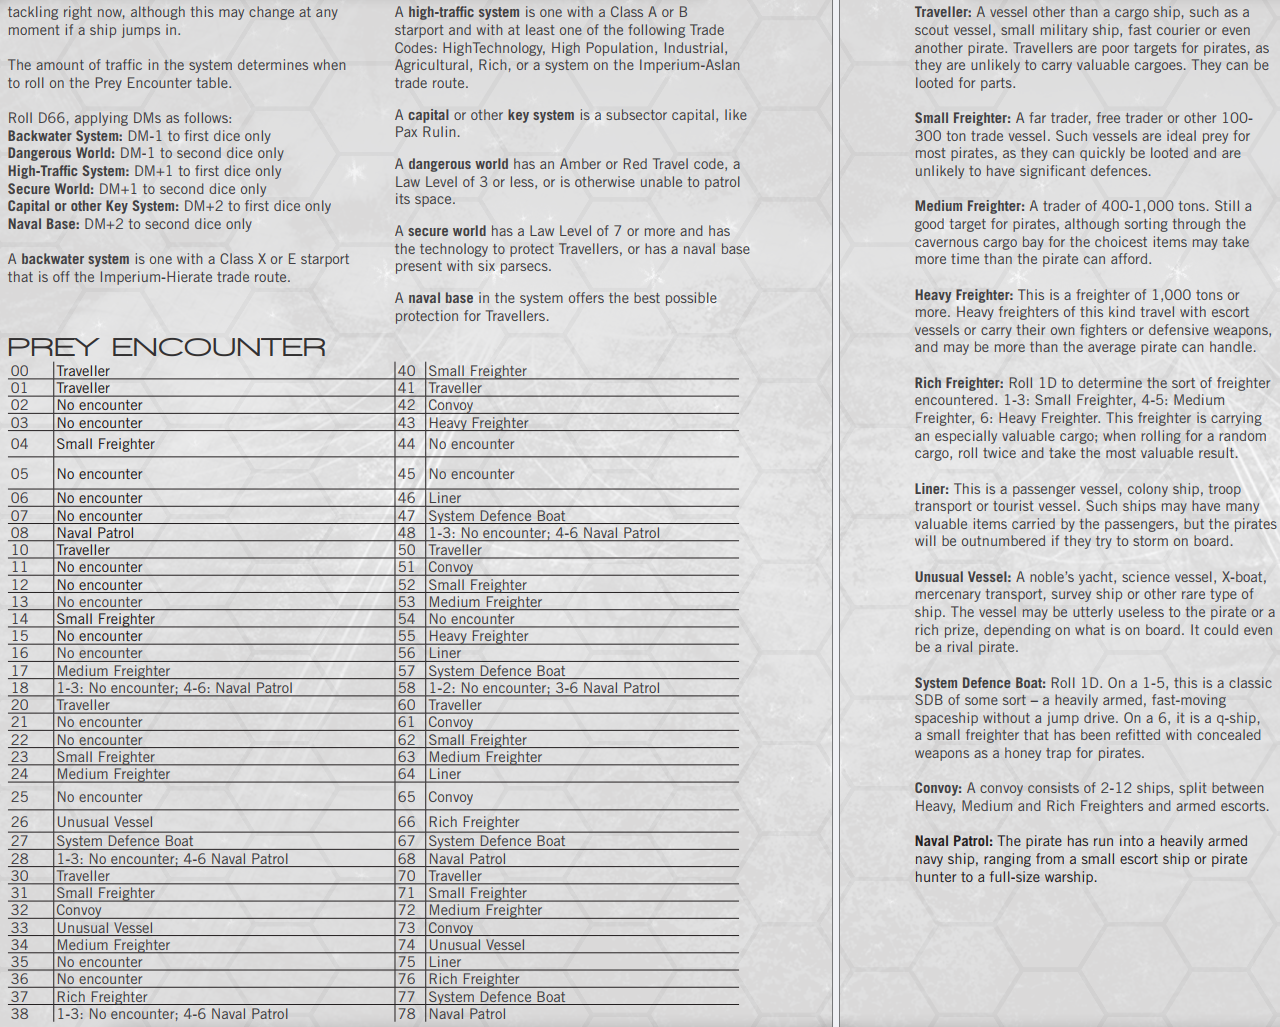 tackling right now, although this may change at any
moment if a ship jumps in.
The amount of traffic in the system determines when
to roll on the Prey Encounter table.
Roll D66, applying DMs as follows:
Backwater System: DM-1 to first dice only
Dangerous World: DM-1 to second dice only
High-Traffic System: DM+1 to first dice only
Secure World: DM+1 to second dice only
Capital or other Key System: DM+2 to first dice only
Naval Base: DM+2 to second dice only
A backwater system is one with a Class X or E starport
that is off the Imperium-Hierate trade route.
A high-traffic system is one with a Class A or B
starport and with at least one of the following Trade
Codes: HighTechnology, High Population, Industrial,
Agricultural, Rich, or a system on the Imperium-Aslan
trade route.
A capital or other key system is a subsector capital, like
Pax Rulin.
A dangerous world has an Amber or Red Travel code, a
Law Level of 3 or less, or is otherwise unable to patrol
its space.
A secure world has a Law Level of 7 or more and has
the technology to protect Travellers, or has a naval base
present with six parsecs.
A naval base in the system offers the best possible
protection for Travellers.
PREY ENCOUNTER
00 Traveller
01 Traveller
02 No encounter
03 No encounter
04 Small Freighter
05 No encounter
06 No encounter
07 No encounter
08 Naval Patrol
10 Traveller
11 No encounter
12 No encounter
13 No encounter
14 Small Freighter
15 No encounter
16 No encounter
17 Medium Freighter
18 1-3: No encounter; 4-6: Naval Patrol
20 Traveller
21 No encounter
22 No encounter
23 Small Freighter
24 Medium Freighter
25 No encounter
26 Unusual Vessel
27 System Defence Boat
28 1-3: No encounter; 4-6 Naval Patrol
30 Traveller
31 Small Freighter
32 Convoy
33 Unusual Vessel
34 Medium Freighter
35 No encounter
36 No encounter
37 Rich Freighter
38 1-3: No encounter; 4-6 Naval Patrol
40 Small Freighter
41 Traveller
42 Convoy
43 Heavy Freighter
44 No encounter
45 No encounter
46 Liner
47 System Defence Boat
48 1-3: No encounter; 4-6 Naval Patrol
50 Traveller
51 Convoy
52 Small Freighter
53 Medium Freighter
54 No encounter
55 Heavy Freighter
56 Liner
57 System Defence Boat
58 1-2: No encounter; 3-6 Naval Patrol
60 Traveller
61 Convoy
62 Small Freighter
63 Medium Freighter
64 Liner
65 Convoy
66 Rich Freighter
67 System Defence Boat
68 Naval Patrol
70 Traveller
71 Small Freighter
72 Medium Freighter
73 Convoy
74 Unusual Vessel
75 Liner
76 Rich Freighter
77 System Defence Boat
78 Naval Patrol
Traveller: A vessel other than a cargo ship, such as a
scout vessel, small military ship, fast courier or even
another pirate. Travellers are poor targets for pirates, as
they are unlikely to carry valuable cargoes. They can be
looted for parts.
Small Freighter: A far trader, free trader or other 100-
300 ton trade vessel. Such vessels are ideal prey for
most pirates, as they can quickly be looted and are
unlikely to have significant defences.
Medium Freighter: A trader of 400-1,000 tons. Still a
good target for pirates, although sorting through the
cavernous cargo bay for the choicest items may take
more time than the pirate can afford.
Heavy Freighter: This is a freighter of 1,000 tons or
more. Heavy freighters of this kind travel with escort
vessels or carry their own fighters or defensive weapons,
and may be more than the average pirate can handle.
Rich Freighter: Roll 1D to determine the sort of freighter
encountered. 1-3: Small Freighter, 4-5: Medium
Freighter, 6: Heavy Freighter. This freighter is carrying
an especially valuable cargo; when rolling for a random
cargo, roll twice and take the most valuable result.
Liner: This is a passenger vessel, colony ship, troop
transport or tourist vessel. Such ships may have many
valuable items carried by the passengers, but the pirates
will be outnumbered if they try to storm on board.
Unusual Vessel: A noble's yacht, science vessel, X-boat,
mercenary transport, survey ship or other rare type of
ship. The vessel may be utterly useless to the pirate or a
rich prize, depending on what is on board. It could even
be a rival pirate.
System Defence Boat: Roll 1D. On a 1-5, this is a classic
SDB of some sort – a heavily armed, fast-moving
spaceship without a jump drive. On a 6, it is a q-ship,
a small freighter that has been refitted with concealed
weapons as a honey trap for pirates.
Convoy: A convoy consists of 2-12 ships, split between
Heavy, Medium and Rich Freighters and armed escorts.
Naval Patrol: The pirate has run into a heavily armed
navy ship, ranging from a small escort ship or pirate
hunter to a full-size warship.